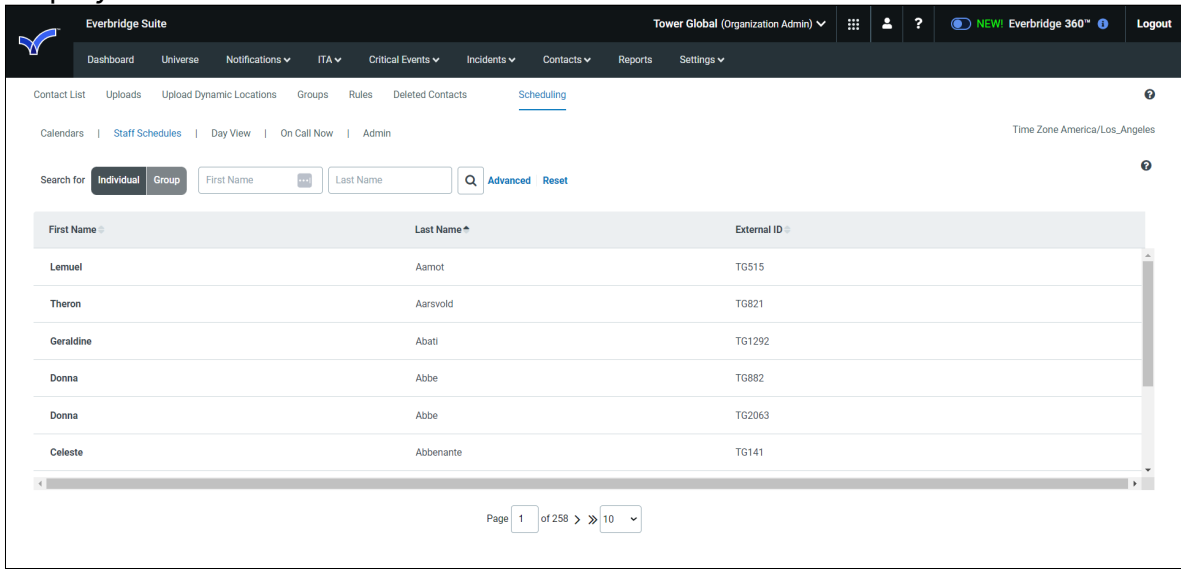 Everbridge Suite
Tower Global (Organization Admin)
?
NEW! Everbridge 360™
Logout
Dashboard Universe Notifications ITA Critical Events Incidents Contacts Reports Settings
Contact List Uploads Upload Dynamic Locations Groups Rules Deleted Contacts Scheduling
Calendars | Staff Schedules | Day View | On Call Now | Admin
Time Zone America/Los_Angeles
Search for Individual Group First Name Last Name Advanced Reset
First Name Last Name External ID
Lemuel Aamot TG515
Theron Aarsvold TG821
Geraldine Abati TG1292
Donna Abbe TG882
Donna Abbe TG2063
Celeste Abbenante TG141
Page 1 of 258 10